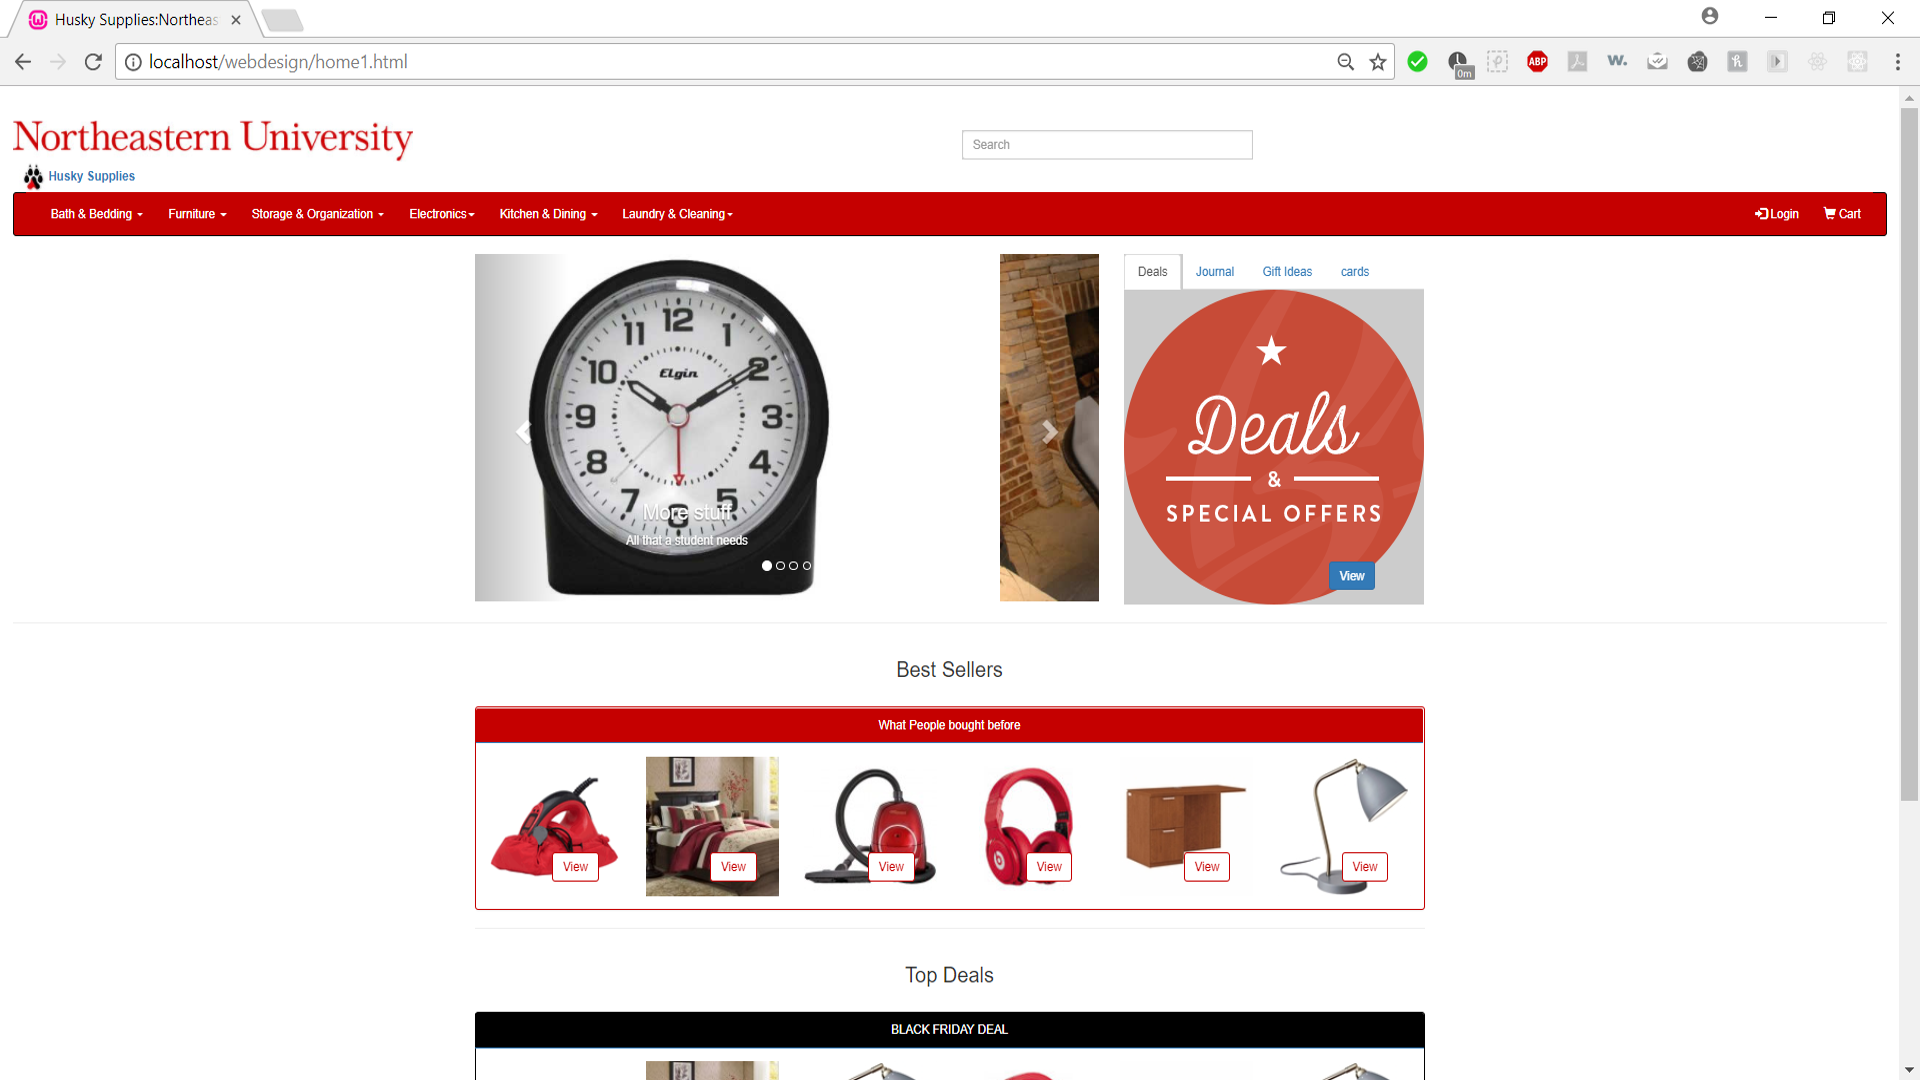 Husky Supplies:Northeas
localhost/webdesign/home1.html
0m
ABP
W.
Northeastern University
Search
Husky Supplies
Bath & Bedding
Furniture
Storage & Organization
Electronics
Kitchen & Dining
Laundry & Cleaning
Login
Cart
12
11
1
10
2
9
3
8
4
7
5
6
Elgin
More stuff
All that a student needs
Deals
Journal
Gift Ideas
cards
Deals
&
SPECIAL OFFERS
View
Best Sellers
What People bought before
View
View
View
View
View
View
Top Deals
BLACK FRIDAY DEAL